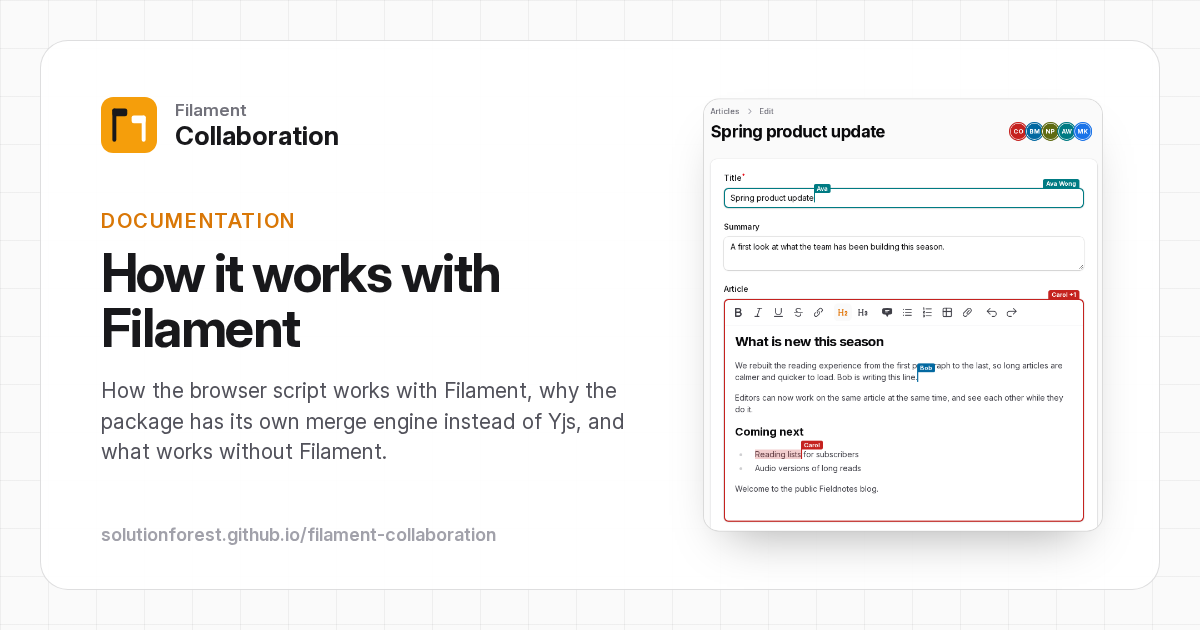 Filament
Collaboration
DOCUMENTATION
How it works with
Filament
How the browser script works with Filament, why the
package has its own merge engine instead of Yjs, and
what works without Filament.
solutionforest.github.io/filament-collaboration
Articles > Edit
Spring product update
CO BM NP AW MK
Title*
Ava Wong
Ava
Spring product update
Summary
A first look at what the team has been building this season.
Article
Carol +1
B I U S H2 H3
What is new this season
We rebuilt the reading experience from the first p aph to the last, so long articles are
Bob
calmer and quicker to load. Bob is writing this line.
Editors can now work on the same article at the same time, and see each other while they
do it.
Coming next
Carol
Reading lists for subscribers
Audio versions of long reads
Welcome to the public Fieldnotes blog.